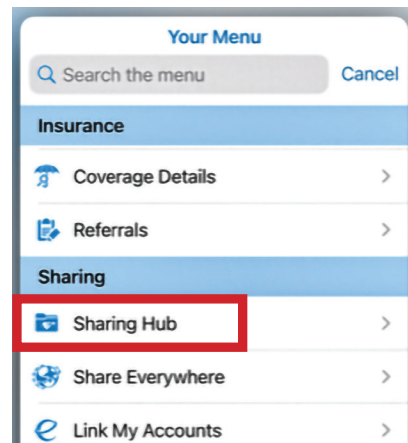 Your Menu
Search the menu Cancel
Insurance
Coverage Details
Referrals
Sharing
Sharing Hub
Share Everywhere
Link My Accounts